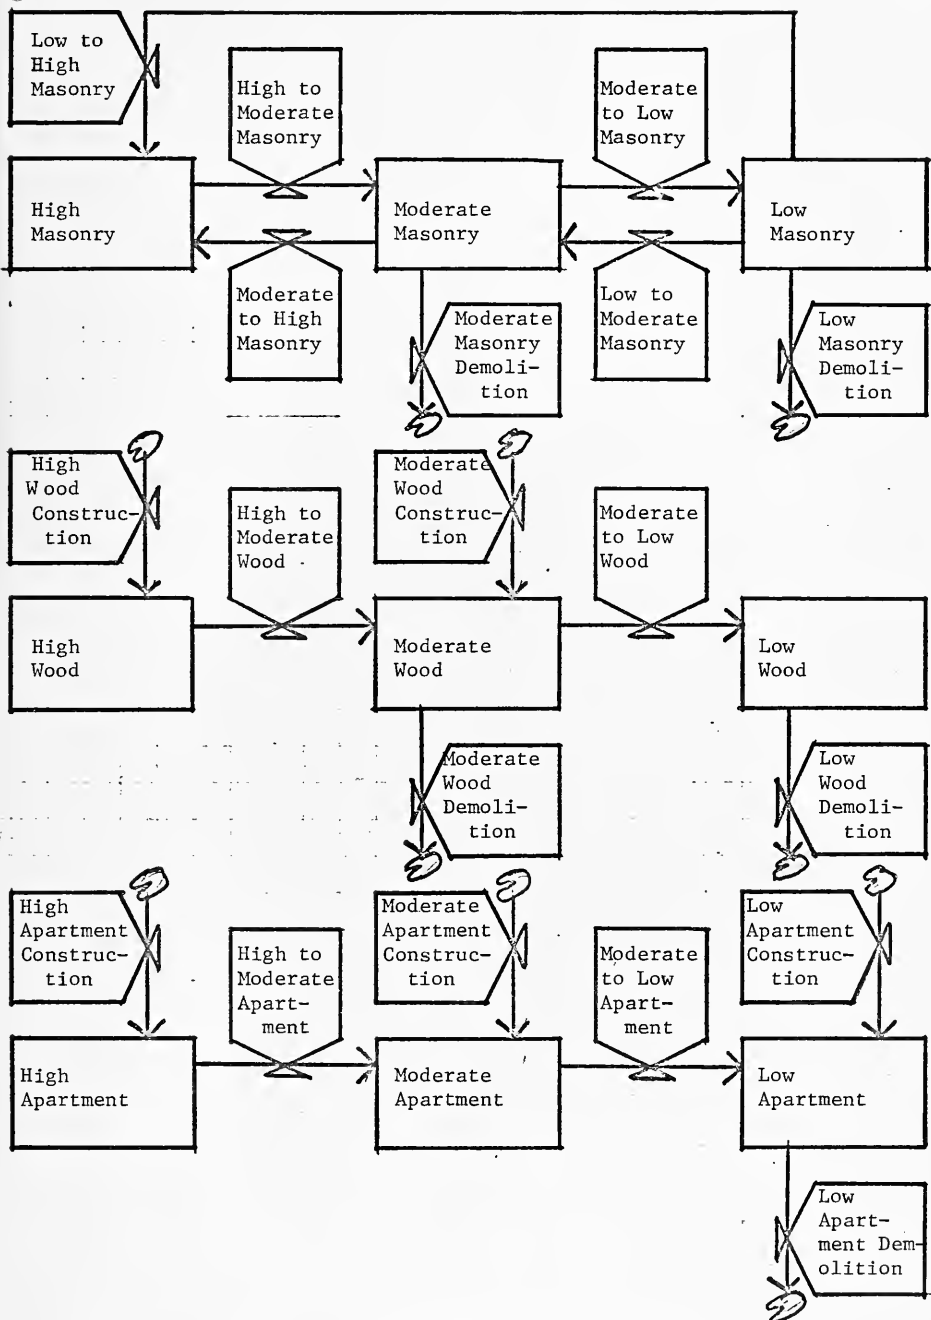 Low to
High
Masonry
High to
Moderate
Masonry
Moderate
to Low
Masonry
High
Masonry
Moderate
Masonry
Low
Masonry
Moderate
to High
Masonry
Moderate
Masonry
Demoli-
tion
Low to
Moderate
Masonry
Low
Masonry
Demoli-
tion
High
Wood
Construc-
tion
High to
Moderate
Wood
Moderate
Wood
Construc-
tion
Moderate
to Low
Wood
High
Wood
Moderate
Wood
Low
Wood
Moderate
Wood
Demoli-
tion
Low
Wood
Demoli-
tion
High
Apartment
Construc-
tion
High to
Moderate
Apart-
ment
Moderate
Apartment
Construc-
tion
Moderate
to Low
Apart-
ment
Low
Apartment
Construc-
tion
High
Apartment
Moderate
Apartment
Low
Apartment
Low
Apart-
ment Dem-
olition